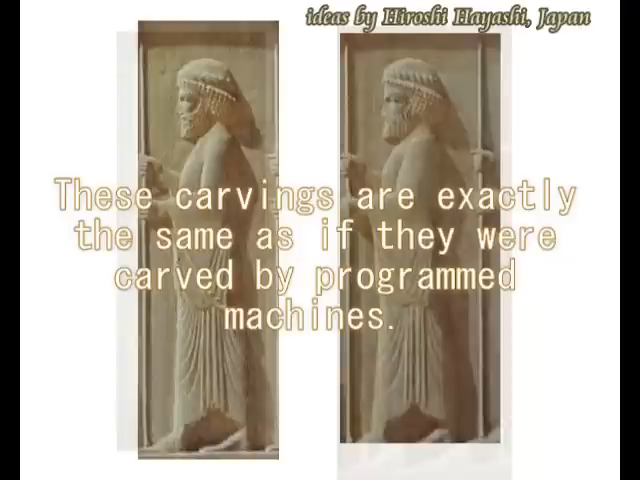 ideas by Hiroshi Hayashi, Japan
These carvings are exactly
the same as if they were
carved by programmed
machines.